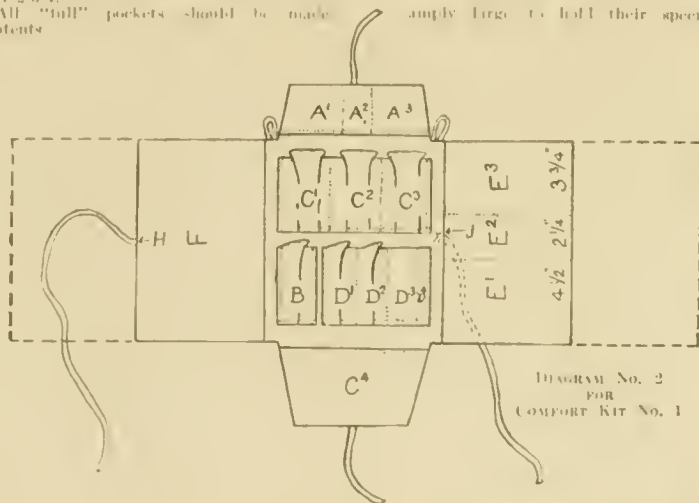 All "full" pockets should be made amply large to hold their
A¹ A² A³
C¹ C² C³
E³ 3 3/4"
H F J E² 2 1/4"
B D¹ D² D³
E¹ 4 1/2
C⁴
DIAGRAM NO. 2
FOR
COMFORT KIT NO. 1